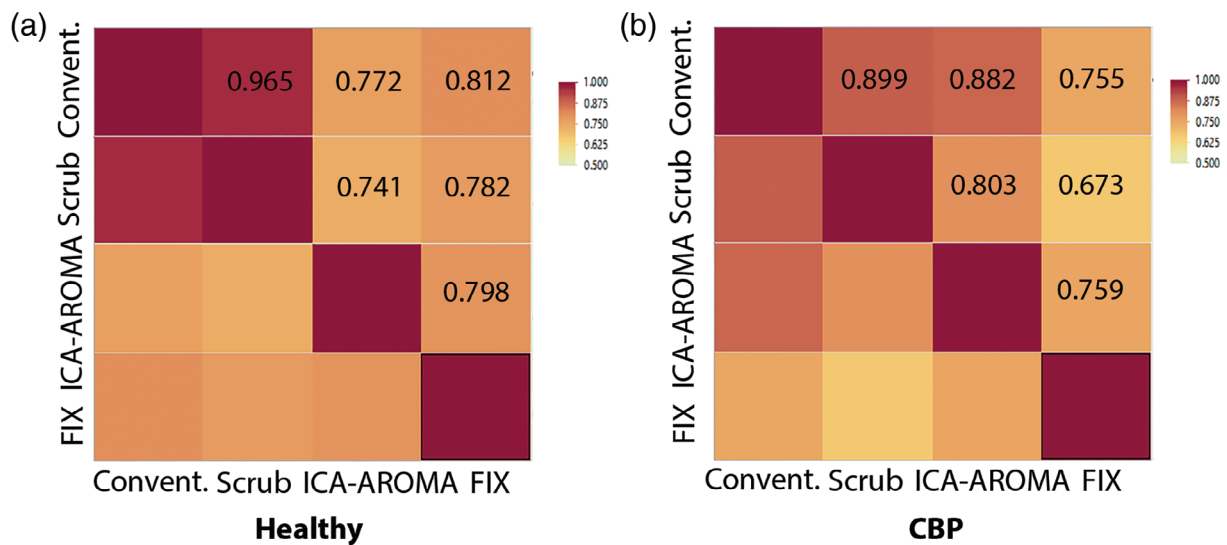 (a)
Convent.
0.965 0.772 0.812
Scrub
0.741 0.782
ICA-AROMA
0.798
FIX
Convent. Scrub ICA-AROMA FIX
Healthy
1.000
0.875
0.750
0.625
0.500
(b)
Convent.
0.899 0.882 0.755
Scrub
0.803 0.673
ICA-AROMA
0.759
FIX
Convent. Scrub ICA-AROMA FIX
CBP
1.000
0.875
0.750
0.625
0.500